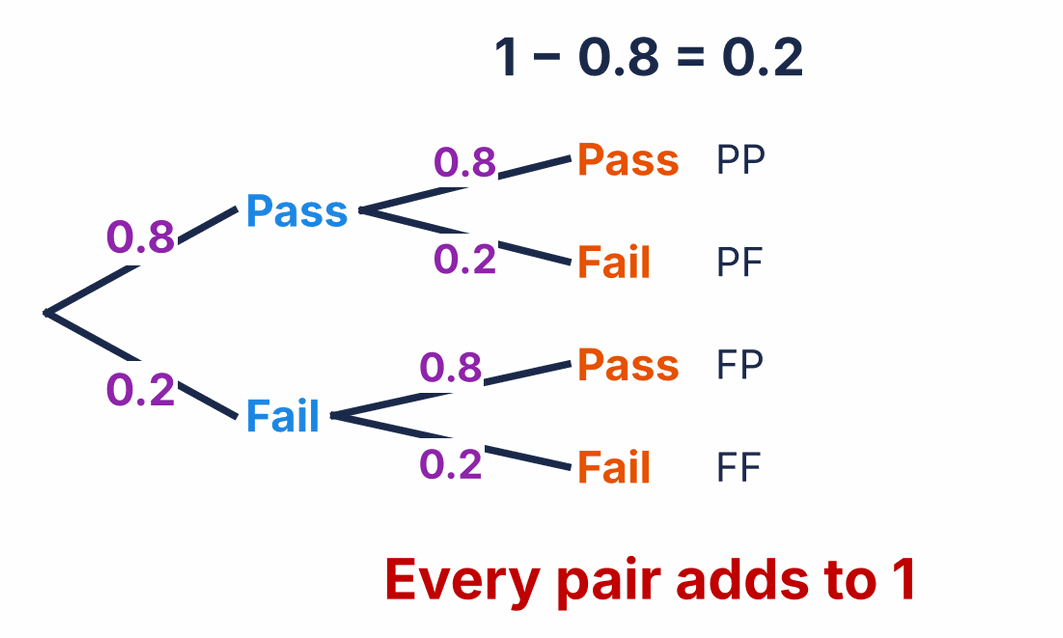 1 − 0.8 = 0.2
0.8 Pass PP
0.8 Pass
0.2 Fail PF
0.8 Pass FP
0.2 Fail
0.2 Fail FF
Every pair adds to 1